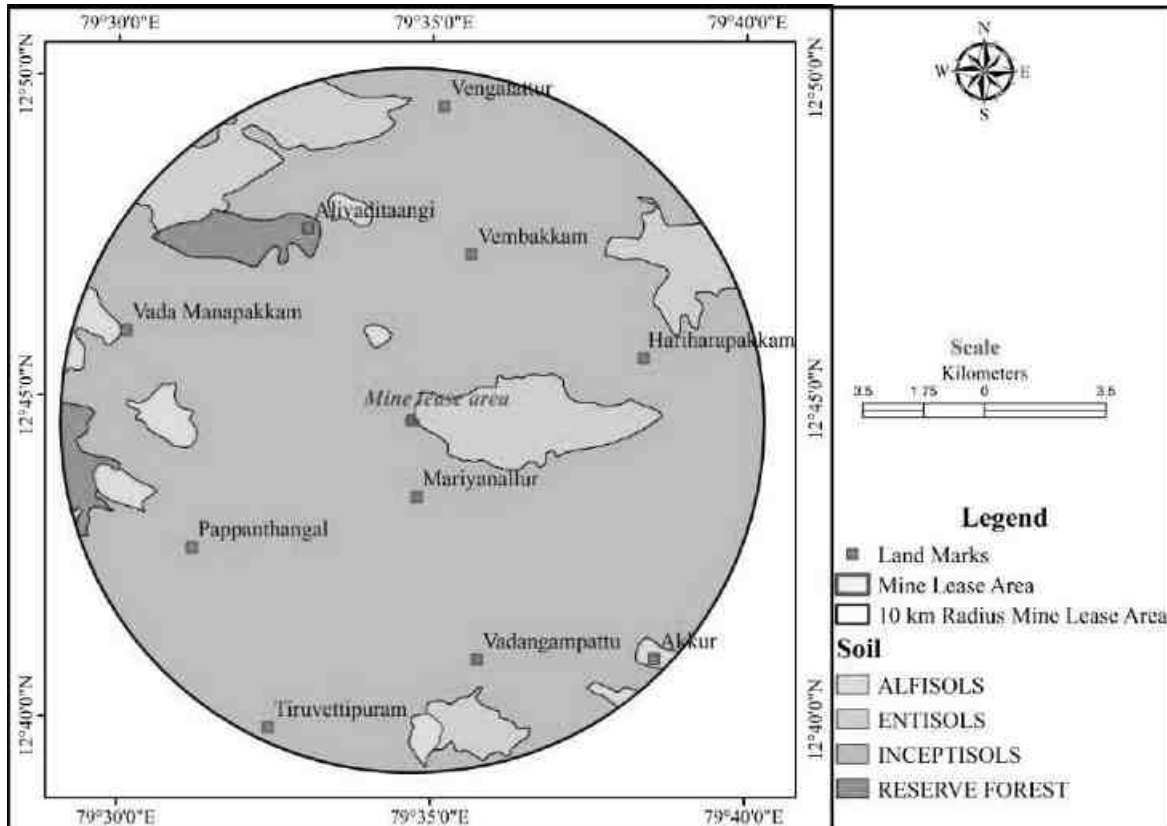 79°30'0"E 79°35'0"E 79°40'0"E
12°50'0"N
12°50'0"N
N
W E
S
Vengalattur
Alivaditaangi
Vembakkam
Vada Manapakkam
Hariharapakkam
12°45'0"N
12°45'0"N
Mine lease area
Scale
Kilometers
3.5 1.75 0 3.5
Mariyanallur
Pappanthangal
Legend
Land Marks
Mine Lease Area
10 km Radius Mine Lease Area
Vadangampattu
Akkur
Soil
ALFISOLS
Tiruvettipuram
12°40'0"N
12°40'0"N
ENTISOLS
INCEPTISOLS
RESERVE FOREST
79°30'0"E 79°35'0"E 79°40'0"E